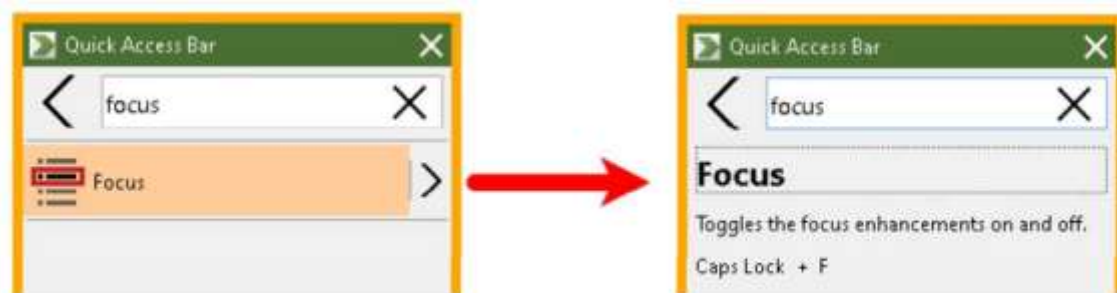 Quick Access Bar
focus
Focus
Quick Access Bar
focus
Focus
Toggles the focus enhancements on and off.
Caps Lock + F